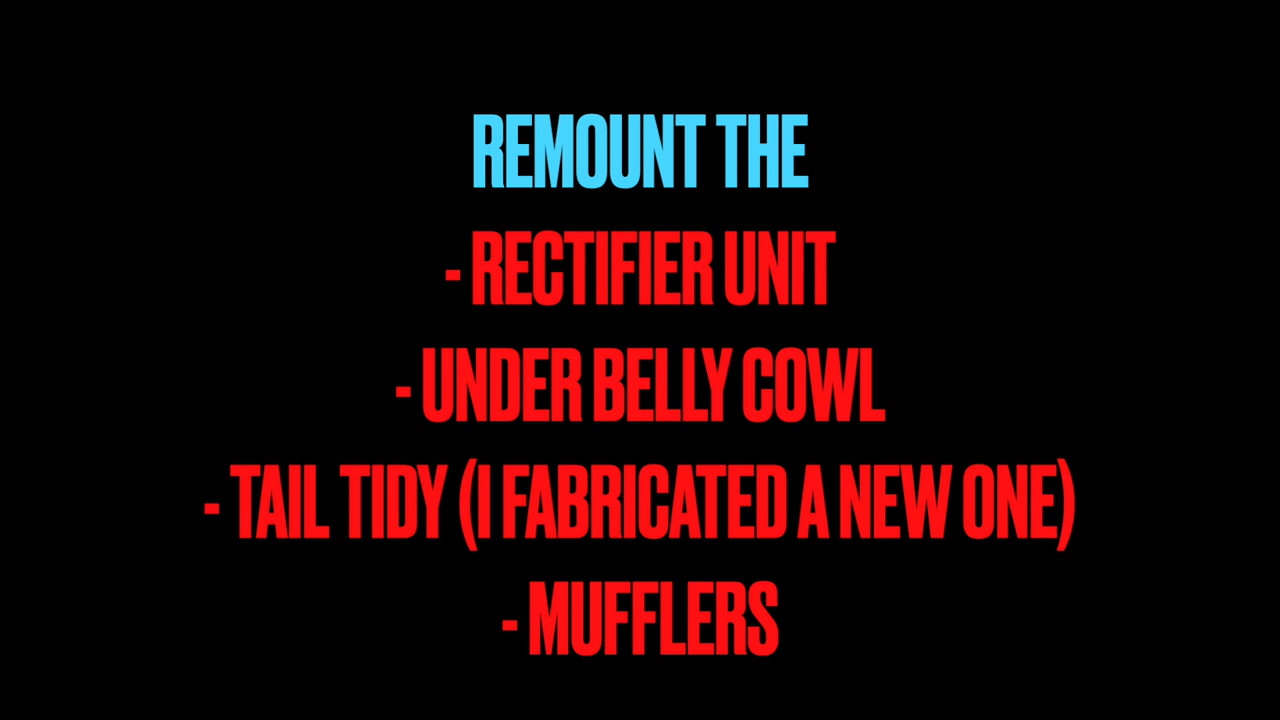 REMOUNT THE
- RECTIFIER UNIT
- UNDER BELLY COWL
- TAIL TIDY (I FABRICATED A NEW ONE)
- MUFFLERS